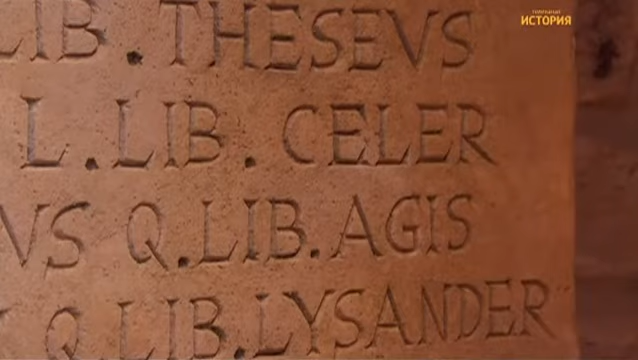 ИСТОРИЯ
LIB. THESEVS
L. LIB. CELER
VS Q. LIB. AGIS
Q. LIB. LYSANDER